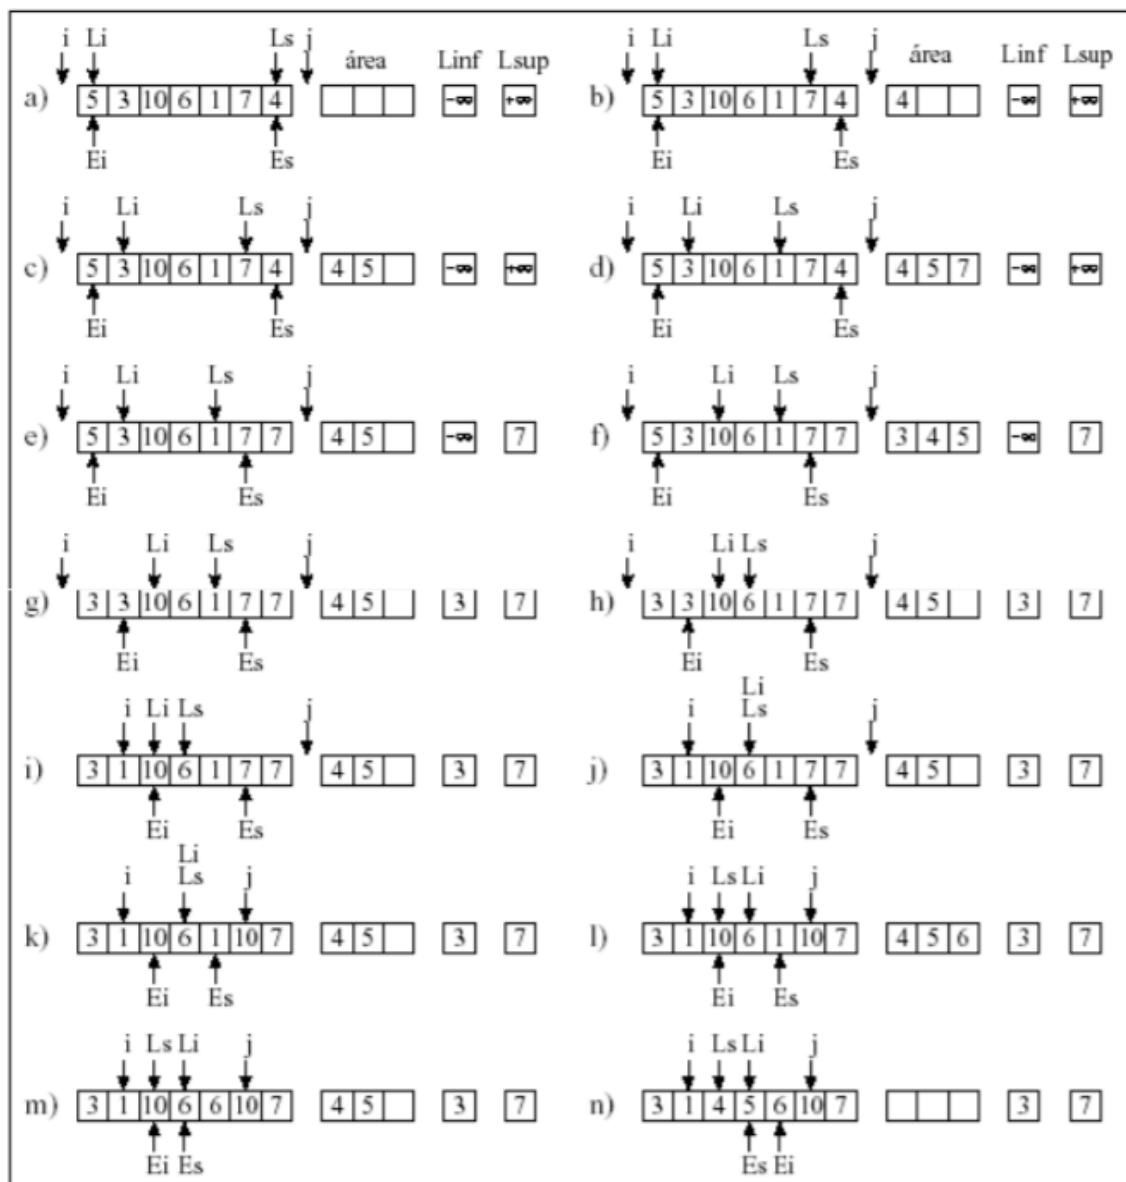 i Li Ls j área Linf Lsup i Li Ls j área Linf Lsup
a) 5 3 10 6 1 7 4 -∞ +∞ b) 5 3 10 6 1 7 4 4 -∞ +∞
Ei Es Ei Es
i Li Ls j i Li Ls j
c) 5 3 10 6 1 7 4 4 5 -∞ +∞ d) 5 3 10 6 1 7 4 4 5 7 -∞ +∞
Ei Es Ei Es
i Li Ls j i Li Ls j
e) 5 3 10 6 1 7 7 4 5 -∞ 7 f) 5 3 10 6 1 7 7 3 4 5 -∞ 7
Ei Es Ei Es
i Li Ls j i Li Ls j
g) 3 3 10 6 1 7 7 4 5 3 7 h) 3 3 10 6 1 7 7 4 5 3 7
Ei Es Ei Es
Li
i Li Ls j i Ls j
i) 3 1 10 6 1 7 7 4 5 3 7 j) 3 1 10 6 1 7 7 4 5 3 7
Ei Es Ei Es
Li
i Ls j i Ls Li j
k) 3 1 10 6 1 10 7 4 5 3 7 l) 3 1 10 6 1 10 7 4 5 6 3 7
Ei Es Ei Es
i Ls Li j i Ls Li j
m) 3 1 10 6 6 10 7 4 5 3 7 n) 3 1 4 5 6 10 7 3 7
Ei Es Es Ei